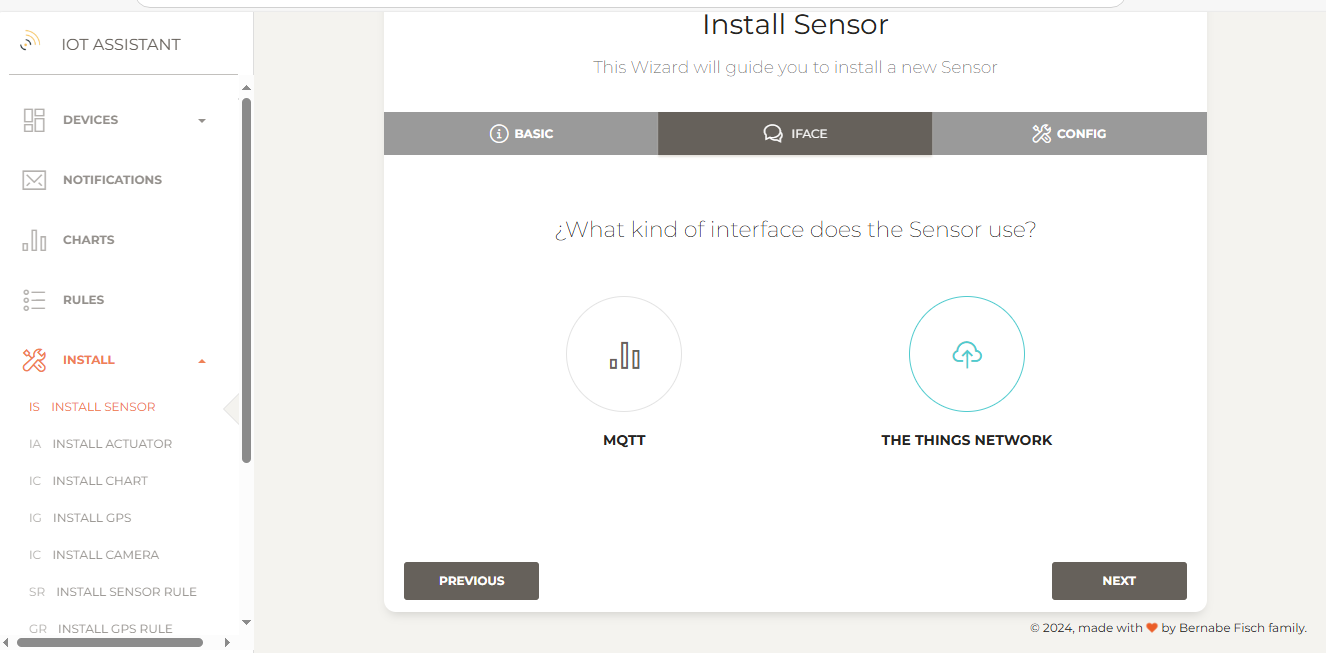 IOT ASSISTANT
DEVICES
NOTIFICATIONS
CHARTS
RULES
INSTALL
IS INSTALL SENSOR
IA INSTALL ACTUATOR
IC INSTALL CHART
IG INSTALL GPS
IC INSTALL CAMERA
SR INSTALL SENSOR RULE
GR INSTALL GPS RULE
Install Sensor
This Wizard will guide you to install a new Sensor
BASIC
IFACE
CONFIG
¿What kind of interface does the Sensor use?
MQTT
THE THINGS NETWORK
PREVIOUS
NEXT
© 2024, made with ❤ by Bernabe Fisch family.